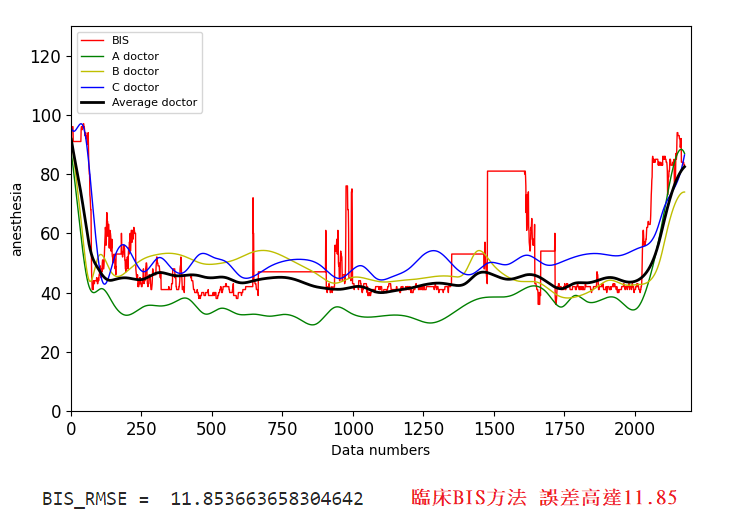 BIS
A doctor
B doctor
C doctor
Average doctor
anesthesia
120
100
80
60
40
20
0
0 250 500 750 1000 1250 1500 1750 2000
Data numbers
BIS_RMSE = 11.853663658304642 臨床BIS方法 誤差高達11.85